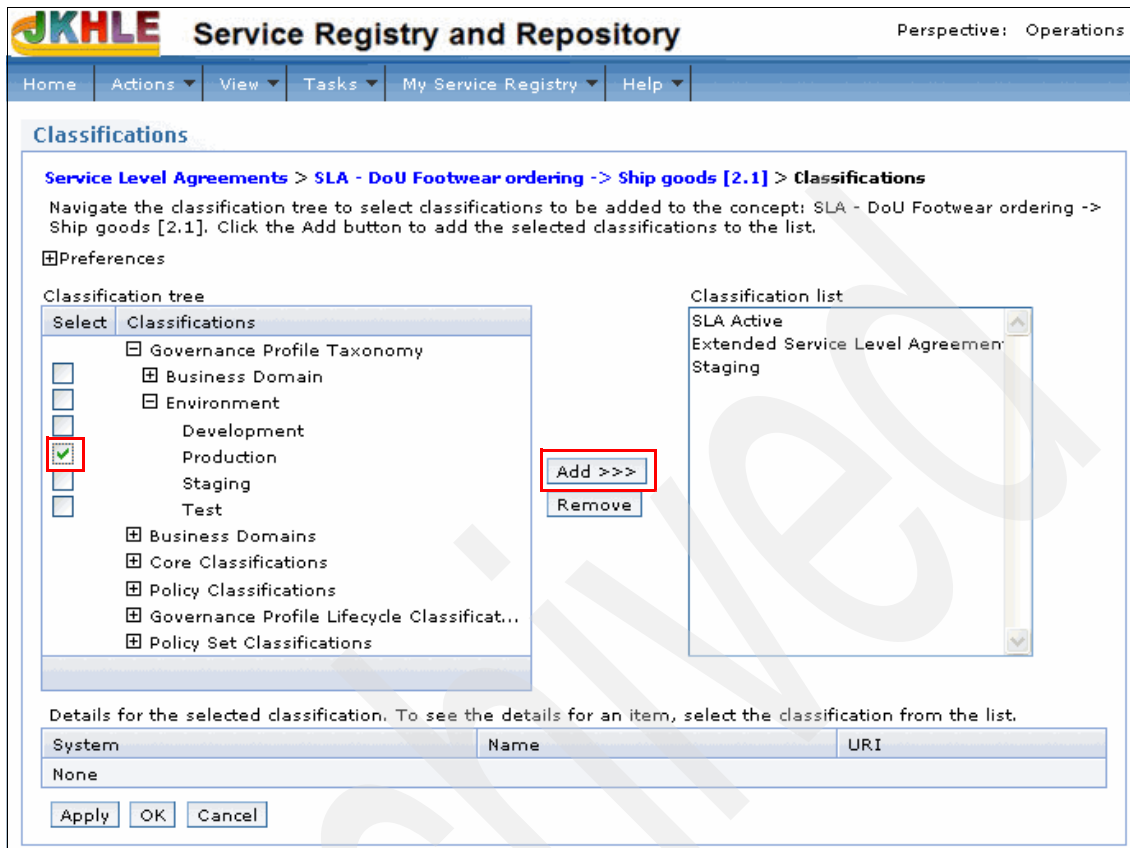 JKHLE Service Registry and Repository Perspective: Operations
Home Actions View Tasks My Service Registry Help
Classifications
Service Level Agreements > SLA - DoU Footwear ordering -> Ship goods [2.1] > Classifications
Navigate the classification tree to select classifications to be added to the concept: SLA - DoU Footwear ordering ->
Ship goods [2.1]. Click the Add button to add the selected classifications to the list.
Preferences
Classification tree
Select Classifications
Governance Profile Taxonomy
Business Domain
Environment
Development
Production
Staging
Test
Business Domains
Core Classifications
Policy Classifications
Governance Profile Lifecycle Classificat...
Policy Set Classifications
Add >>>
Remove
Classification list
SLA Active
Extended Service Level Agreemen
Staging
Details for the selected classification. To see the details for an item, select the classification from the list.
System Name URI
None
Apply OK Cancel